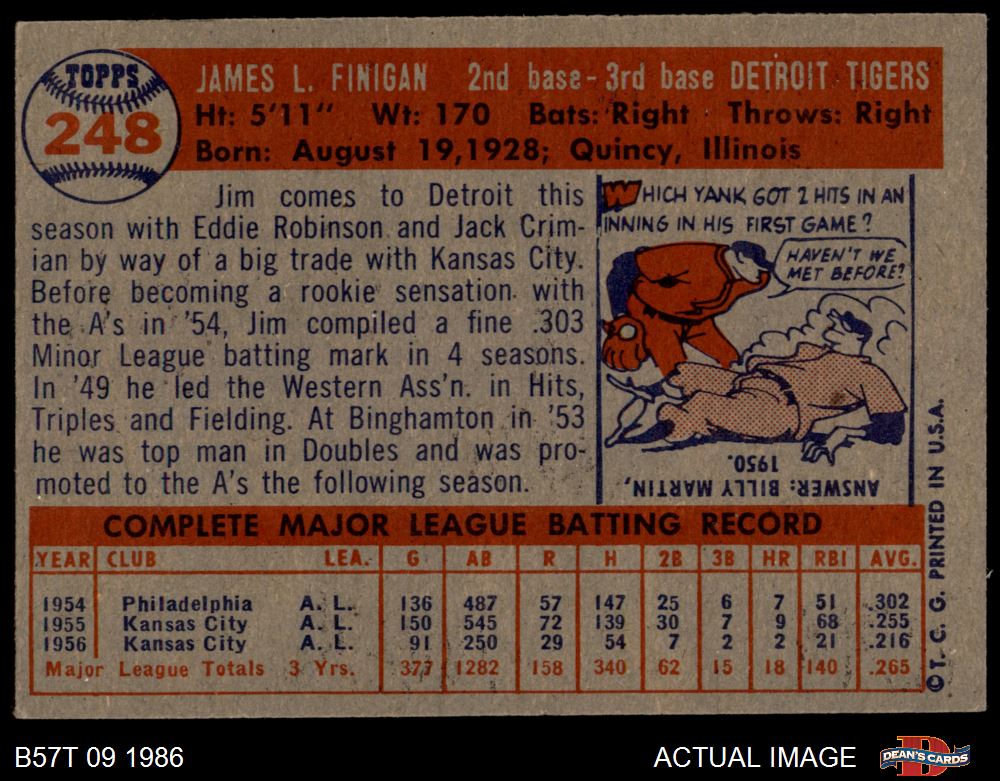 TOPPS
248
JAMES L. FINIGAN 2nd base - 3rd base DETROIT TIGERS
Ht: 5'11" Wt: 170 Bats: Right Throws: Right
Born: August 19,1928; Quincy, Illinois
Jim comes to Detroit this
season with Eddie Robinson and Jack Crim-
ian by way of a big trade with Kansas City.
Before becoming a rookie sensation with
the A's in '54, Jim compiled a fine .303
Minor League batting mark in 4 seasons.
In '49 he led the Western Ass'n. in Hits,
Triples and Fielding. At Binghamton in '53
he was top man in Doubles and was pro-
moted to the A's the following season.
WHICH YANK GOT 2 HITS IN AN
INNING IN HIS FIRST GAME?
HAVEN'T WE
MET BEFORE?
ANSWER: BILLY MARTIN,
1950.
COMPLETE MAJOR LEAGUE BATTING RECORD
YEAR CLUB LEA. G AB R H 2B 3B HR RBI AVG.
1954 Philadelphia A. L. 136 487 57 147 25 6 7 51 .302
1955 Kansas City A. L. 150 545 72 139 30 7 9 68 .255
1956 Kansas City A. L. 91 250 29 54 7 2 2 21 .216
Major League Totals 3 Yrs. 377 1282 158 340 62 15 18 140 .265
© T. C. G. PRINTED IN U.S.A.
B57T 09 1986
ACTUAL IMAGE
DEAN'S CARDS